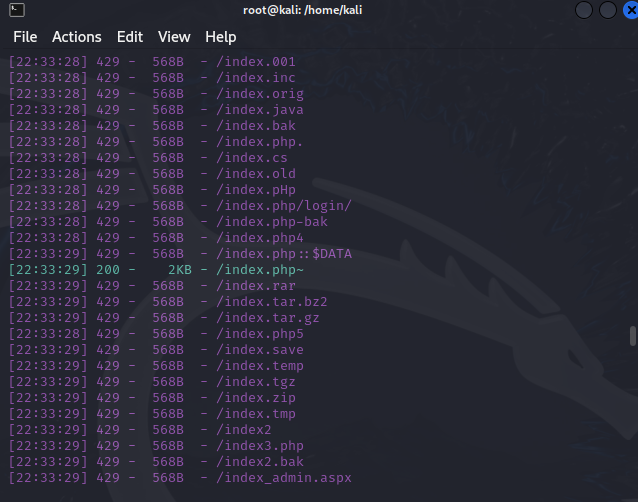 root@kali: /home/kali
File Actions Edit View Help
[22:33:28] 429 - 568B - /index.001
[22:33:28] 429 - 568B - /index.inc
[22:33:28] 429 - 568B - /index.orig
[22:33:28] 429 - 568B - /index.java
[22:33:28] 429 - 568B - /index.bak
[22:33:28] 429 - 568B - /index.php.
[22:33:28] 429 - 568B - /index.cs
[22:33:28] 429 - 568B - /index.old
[22:33:28] 429 - 568B - /index.pHp
[22:33:28] 429 - 568B - /index.php/login/
[22:33:28] 429 - 568B - /index.php-bak
[22:33:28] 429 - 568B - /index.php4
[22:33:29] 429 - 568B - /index.php::$DATA
[22:33:29] 200 - 2KB - /index.php~
[22:33:29] 429 - 568B - /index.rar
[22:33:29] 429 - 568B - /index.tar.bz2
[22:33:29] 429 - 568B - /index.tar.gz
[22:33:28] 429 - 568B - /index.php5
[22:33:29] 429 - 568B - /index.save
[22:33:29] 429 - 568B - /index.temp
[22:33:29] 429 - 568B - /index.tgz
[22:33:29] 429 - 568B - /index.zip
[22:33:29] 429 - 568B - /index.tmp
[22:33:29] 429 - 568B - /index2
[22:33:29] 429 - 568B - /index3.php
[22:33:29] 429 - 568B - /index2.bak
[22:33:29] 429 - 568B - /index_admin.aspx